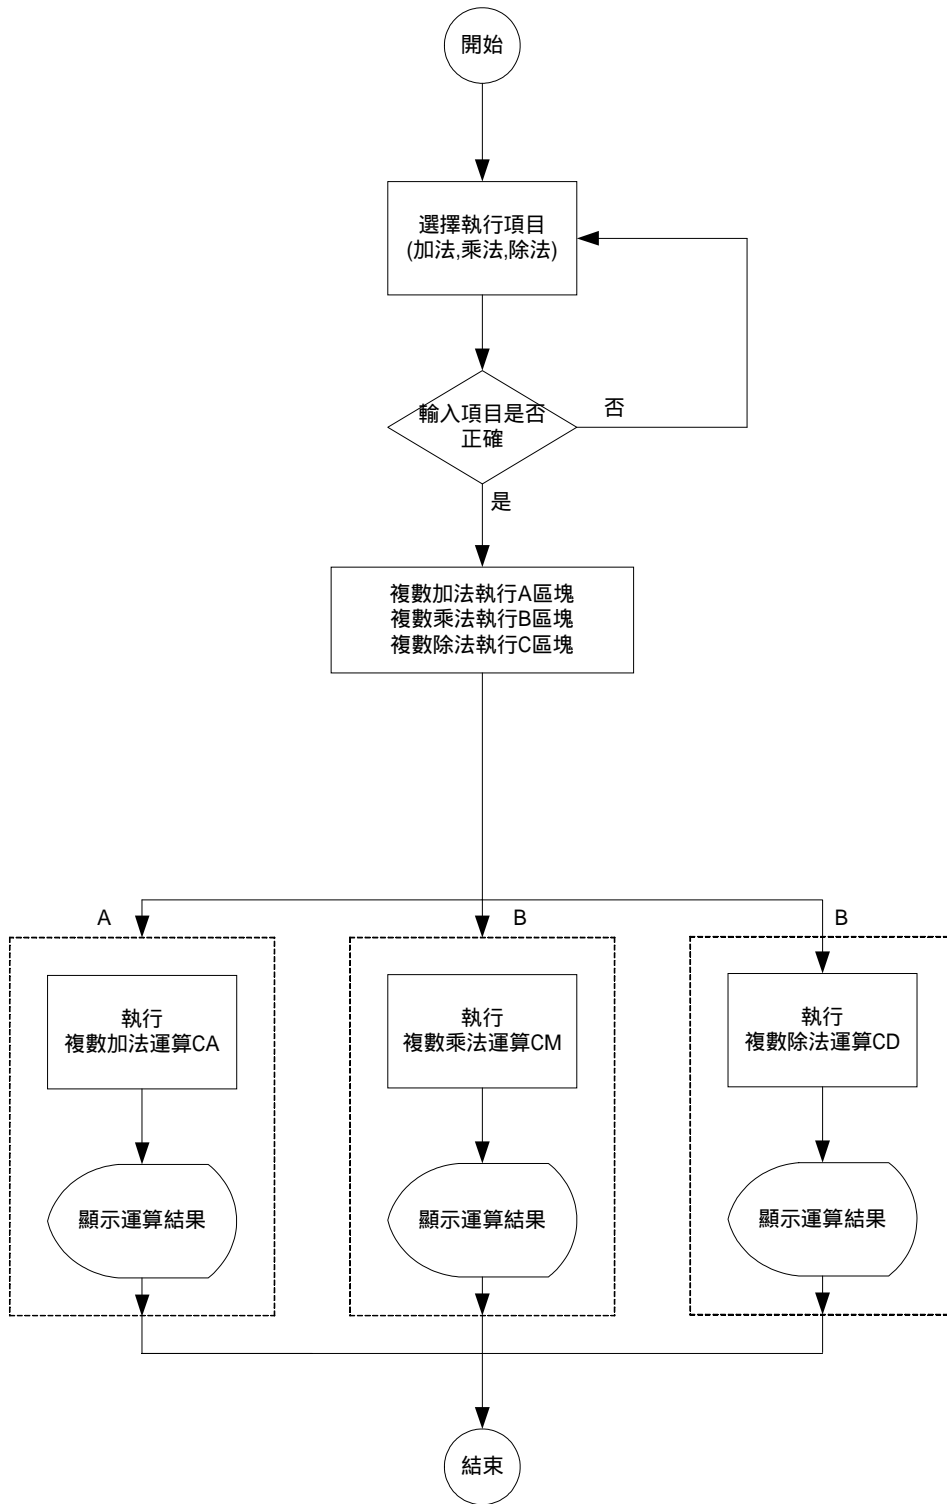 開始
選擇執行項目
(加法,乘法,除法)
輸入項目是否
正確
否
是
複數加法執行A區塊
複數乘法執行B區塊
複數除法執行C區塊
A
B
B
執行
複數加法運算CA
執行
複數乘法運算CM
執行
複數除法運算CD
顯示運算結果
顯示運算結果
顯示運算結果
結束